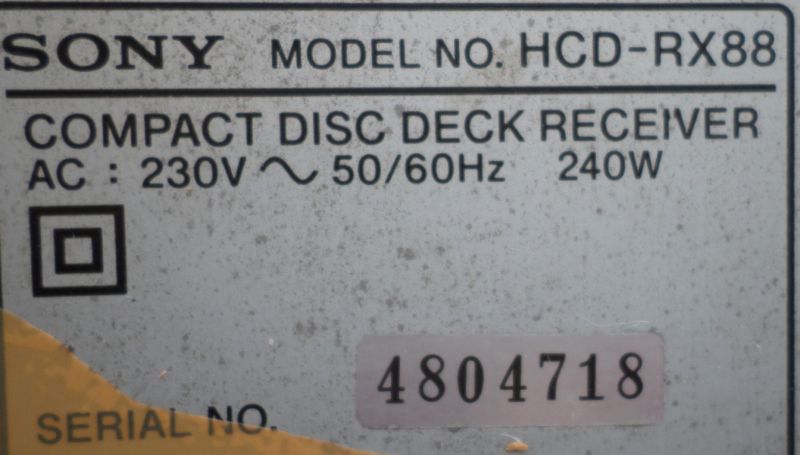 SONY MODEL NO. HCD-RX88
COMPACT DISC DECK RECEIVER
AC : 230V ~ 50/60Hz 240W
4804718
SERIAL NO.